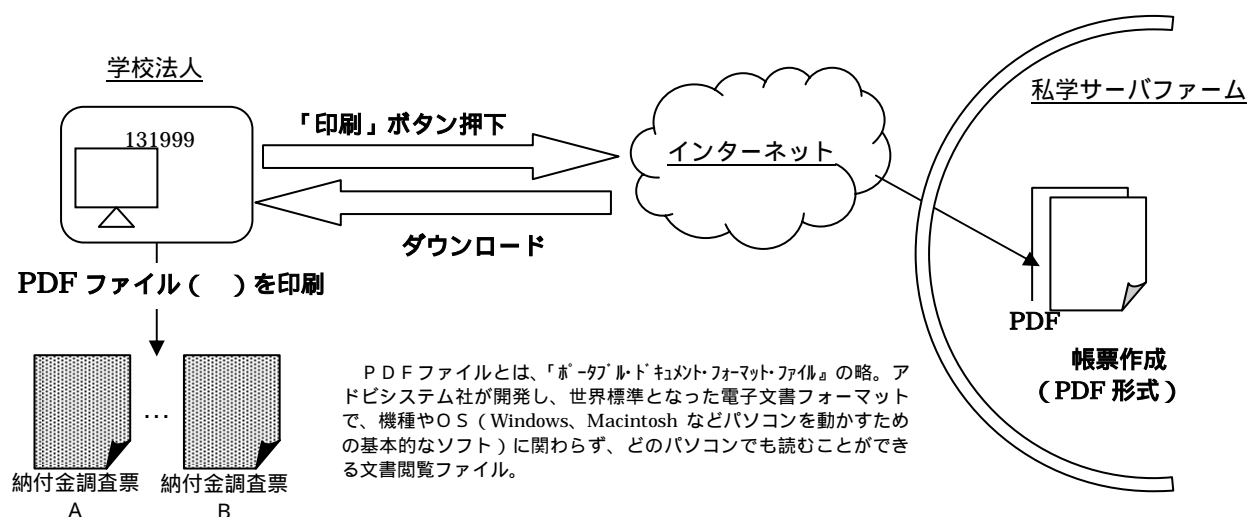 学校法人
131999
「印刷」ボタン押下
インターネット
私学サーバファーム
ダウンロード
PDF ファイル(　)を印刷
PDF
帳票作成
(PDF 形式)
…
納付金調査票
A
納付金調査票
B
ＰＤＦファイルとは、「ﾎﾟｰﾀﾌﾞﾙ･ﾄﾞｷｭﾒﾝﾄ･ﾌｫｰﾏｯﾄ･ﾌｧｲﾙ』の略。ア
ドビシステム社が開発し、世界標準となった電子文書フォーマット
で、機種やＯＳ（Windows、Macintosh などパソコンを動かすため
の基本的なソフト）に関わらず、どのパソコンでも読むことができ
る文書閲覧ファイル。